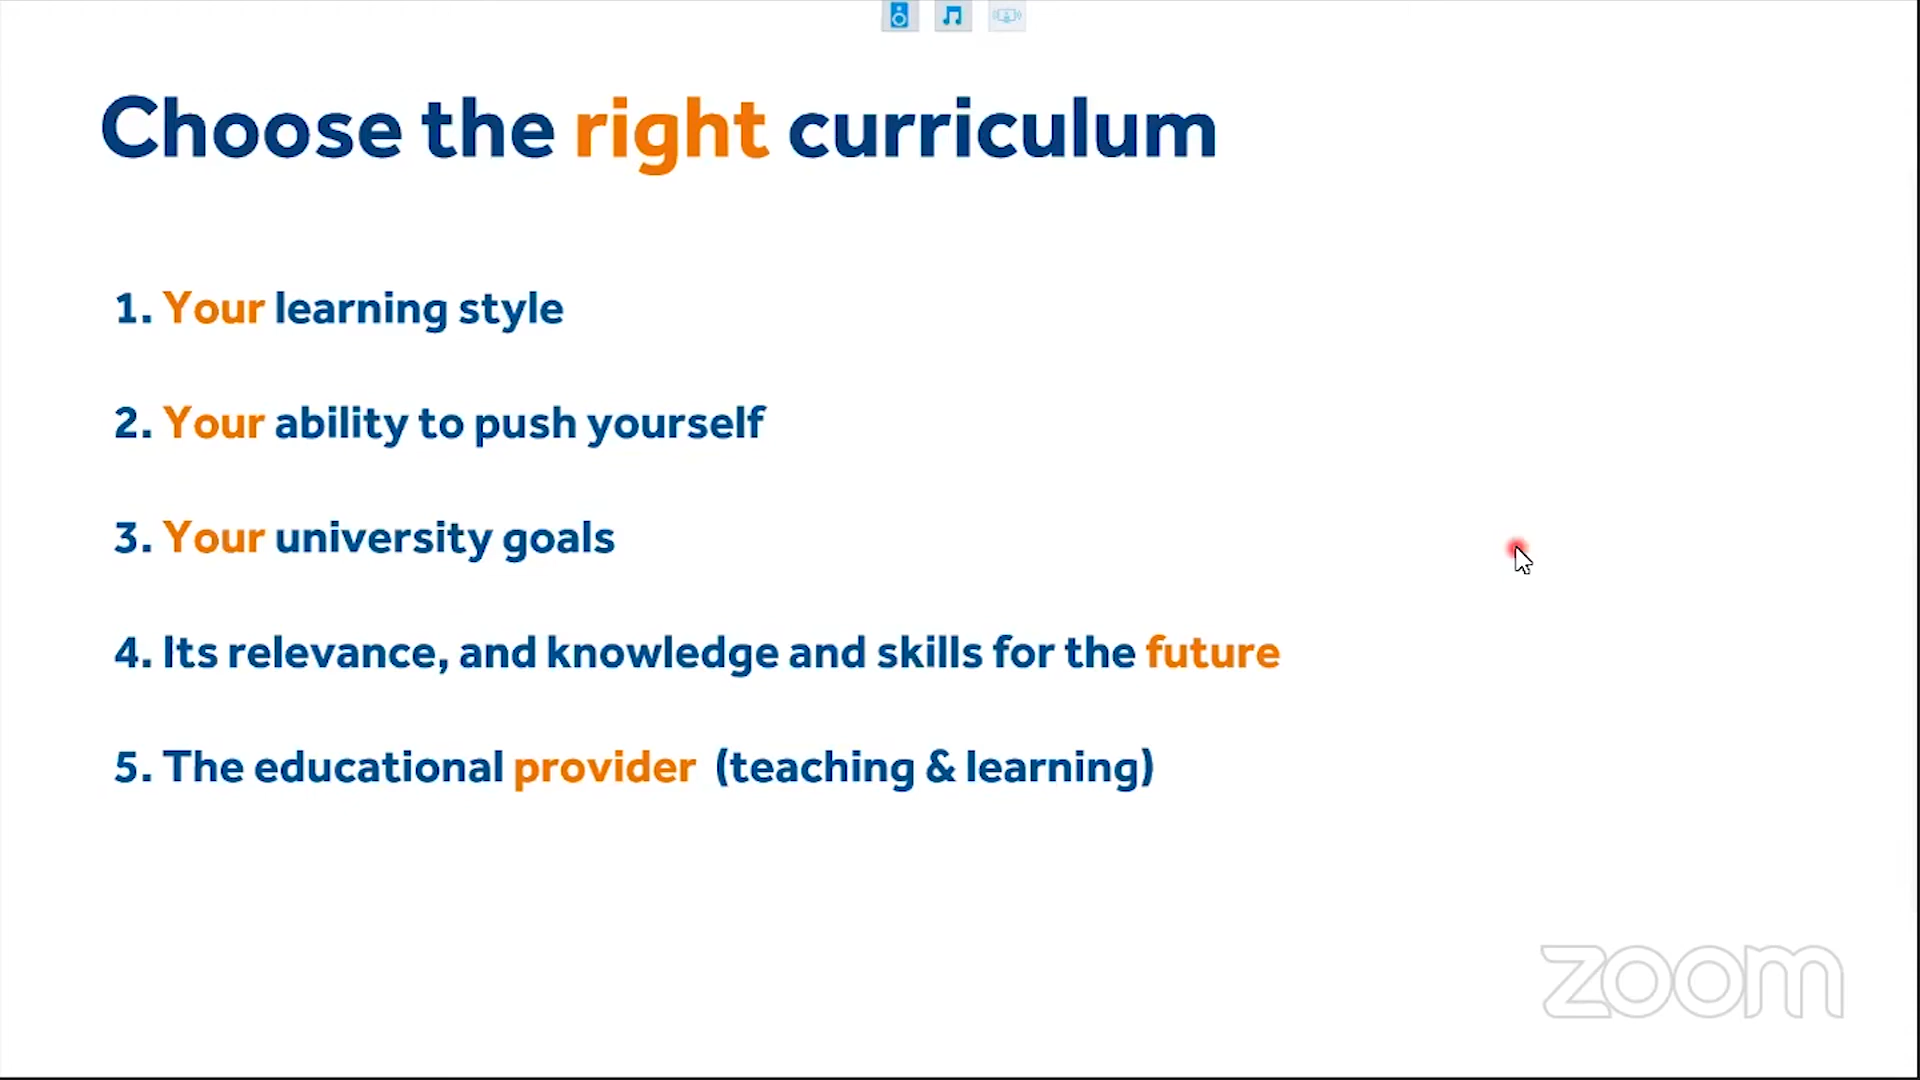 Choose the right curriculum
1. Your learning style
2. Your ability to push yourself
3. Your university goals
4. Its relevance, and knowledge and skills for the future
5. The educational provider (teaching & learning)
zoom